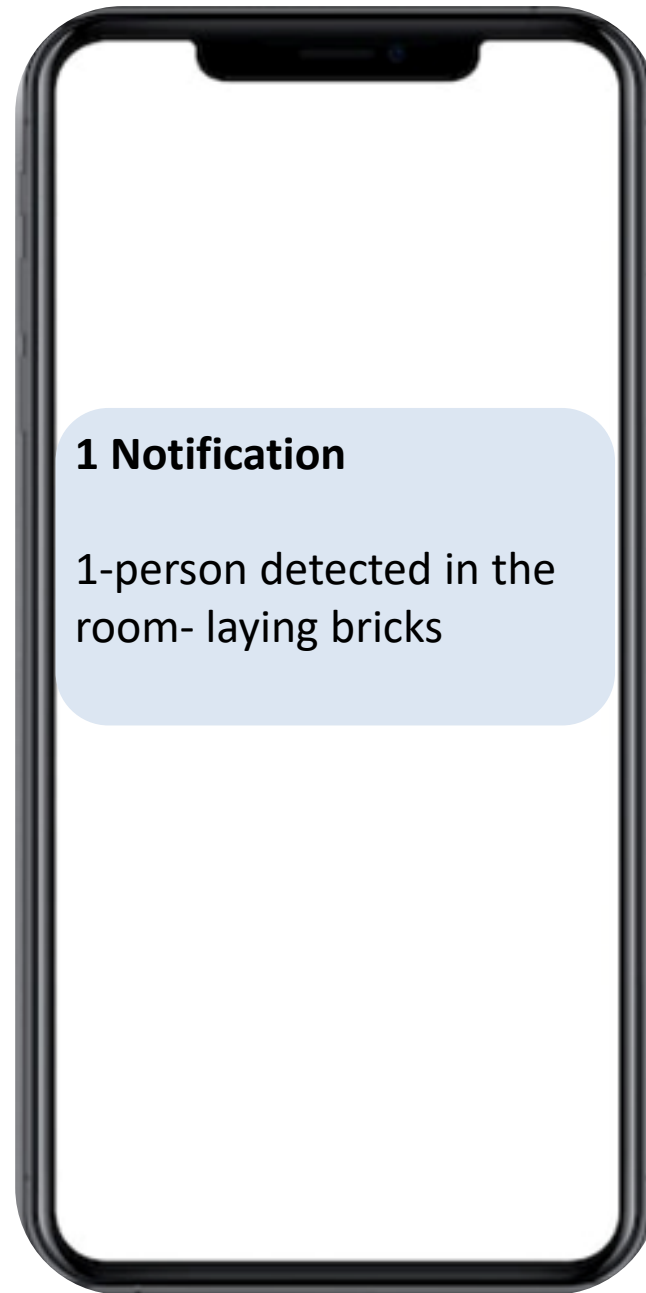 1 Notification
1-person detected in the
room- laying bricks